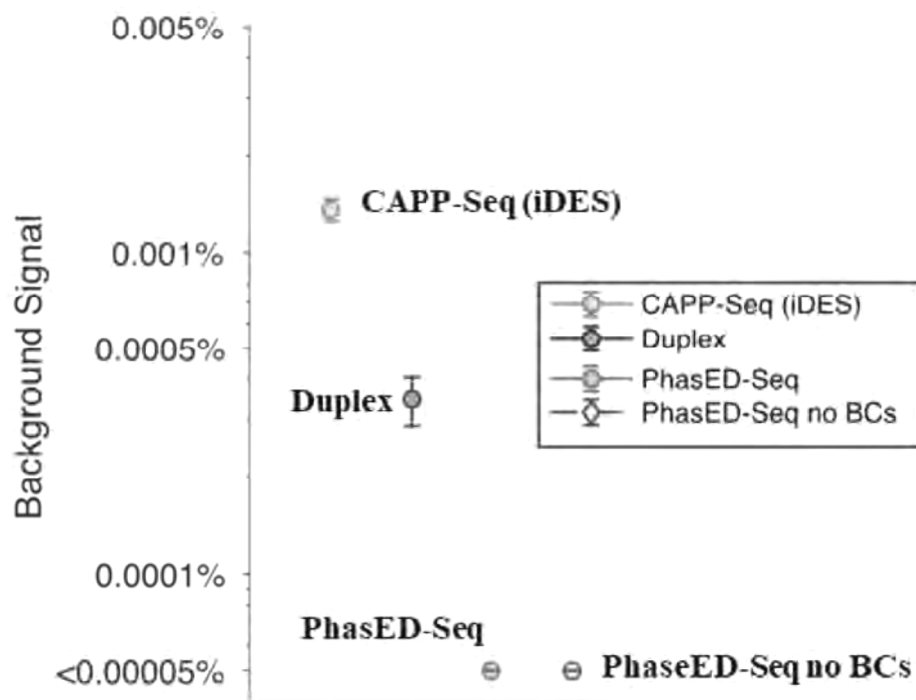 0.005%
CAPP-Seq (iDES)
0.001%
CAPP-Seq (iDES)
Duplex
PhasED-Seq
PhasED-Seq no BCs
0.0005%
Duplex
Background Signal
0.0001%
PhasED-Seq
<0.00005%
PhaseED-Seq no BCs